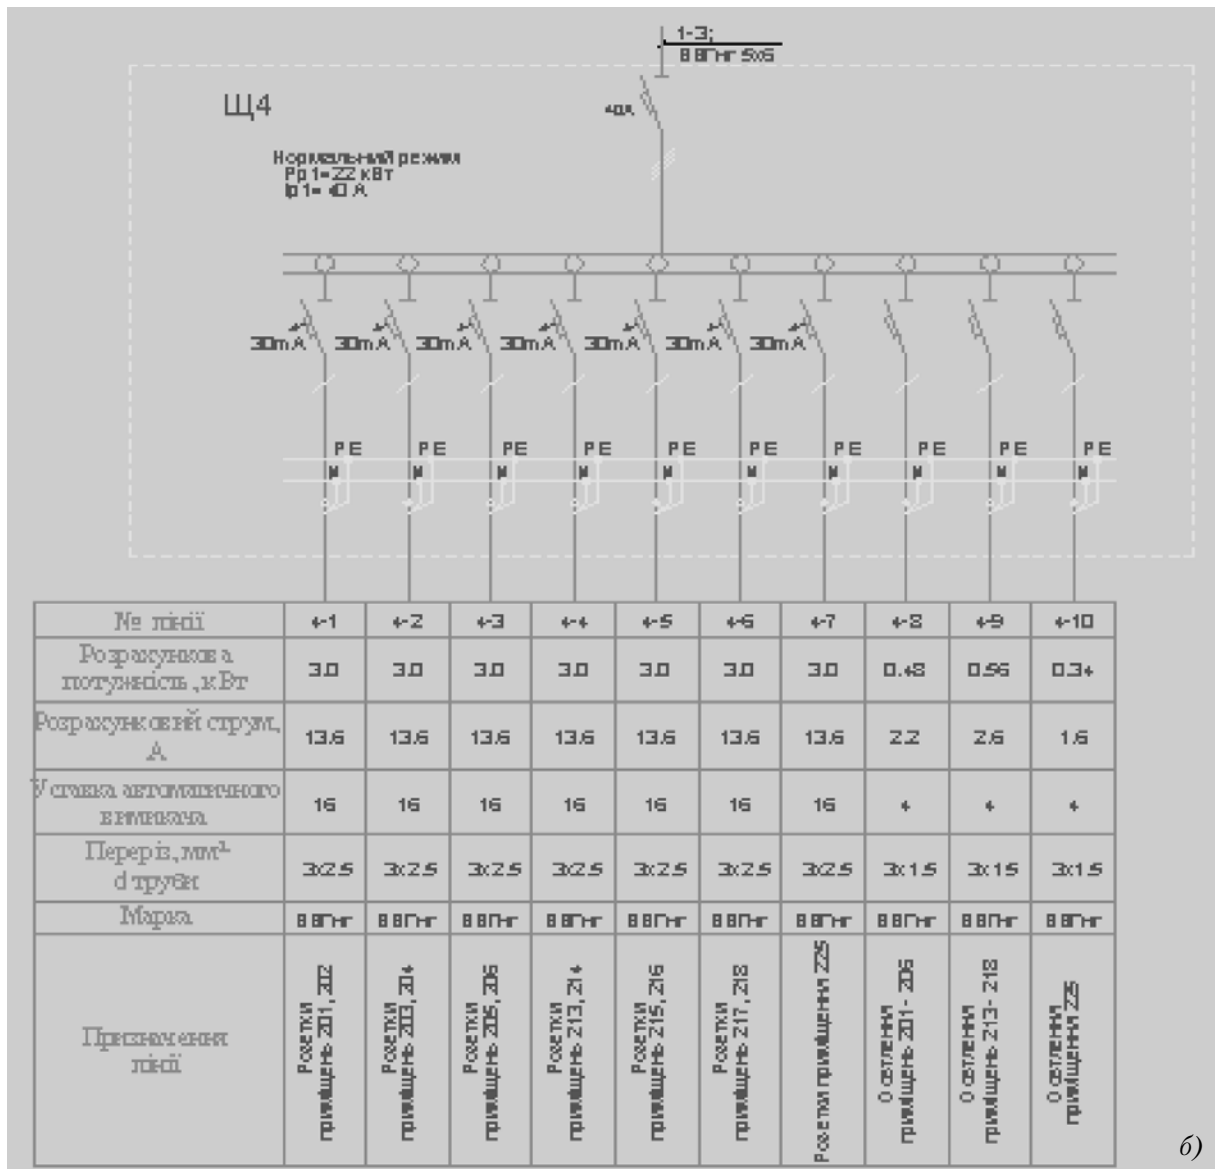 1-3;
ВВГнг 5х6
Щ4
40А
Нормальний режим
Рр1= 22 кВт
Iр1= 40 А
30mA 30mA 30mA 30mA 30mA 30mA 30mA
PE PE PE PE PE PE PE PE PE PE
N N N N N N N N N N
№ лінії 4-1 4-2 4-3 4-4 4-5 4-6 4-7 4-8 4-9 4-10
Розрахункова
потужність, кВт 3.0 3.0 3.0 3.0 3.0 3.0 3.0 0.48 0.56 0.34
Розрахунковий струм,
А 13.6 13.6 13.6 13.6 13.6 13.6 13.6 2.2 2.6 1.6
Уставка автоматичного
вимикача 16 16 16 16 16 16 16 4 4 4
Переріз, мм²
d труби 3х2.5 3х2.5 3х2.5 3х2.5 3х2.5 3х2.5 3х2.5 3х1.5 3х1.5 3х1.5
Марка ВВГнг ВВГнг ВВГнг ВВГнг ВВГнг ВВГнг ВВГнг ВВГнг ВВГнг ВВГнг
Призначення
лінії
Розетки
приміщень 201, 202
Розетки
приміщень 203, 204
Розетки
приміщень 205, 206
Розетки
приміщень 213, 214
Розетки
приміщень 215, 216
Розетки
приміщень 217, 218
Розетки приміщення 225
Освтлення
приміщень 201 - 206
Освтлення
приміщень 213 - 218
Освтлення
приміщення 225
б)